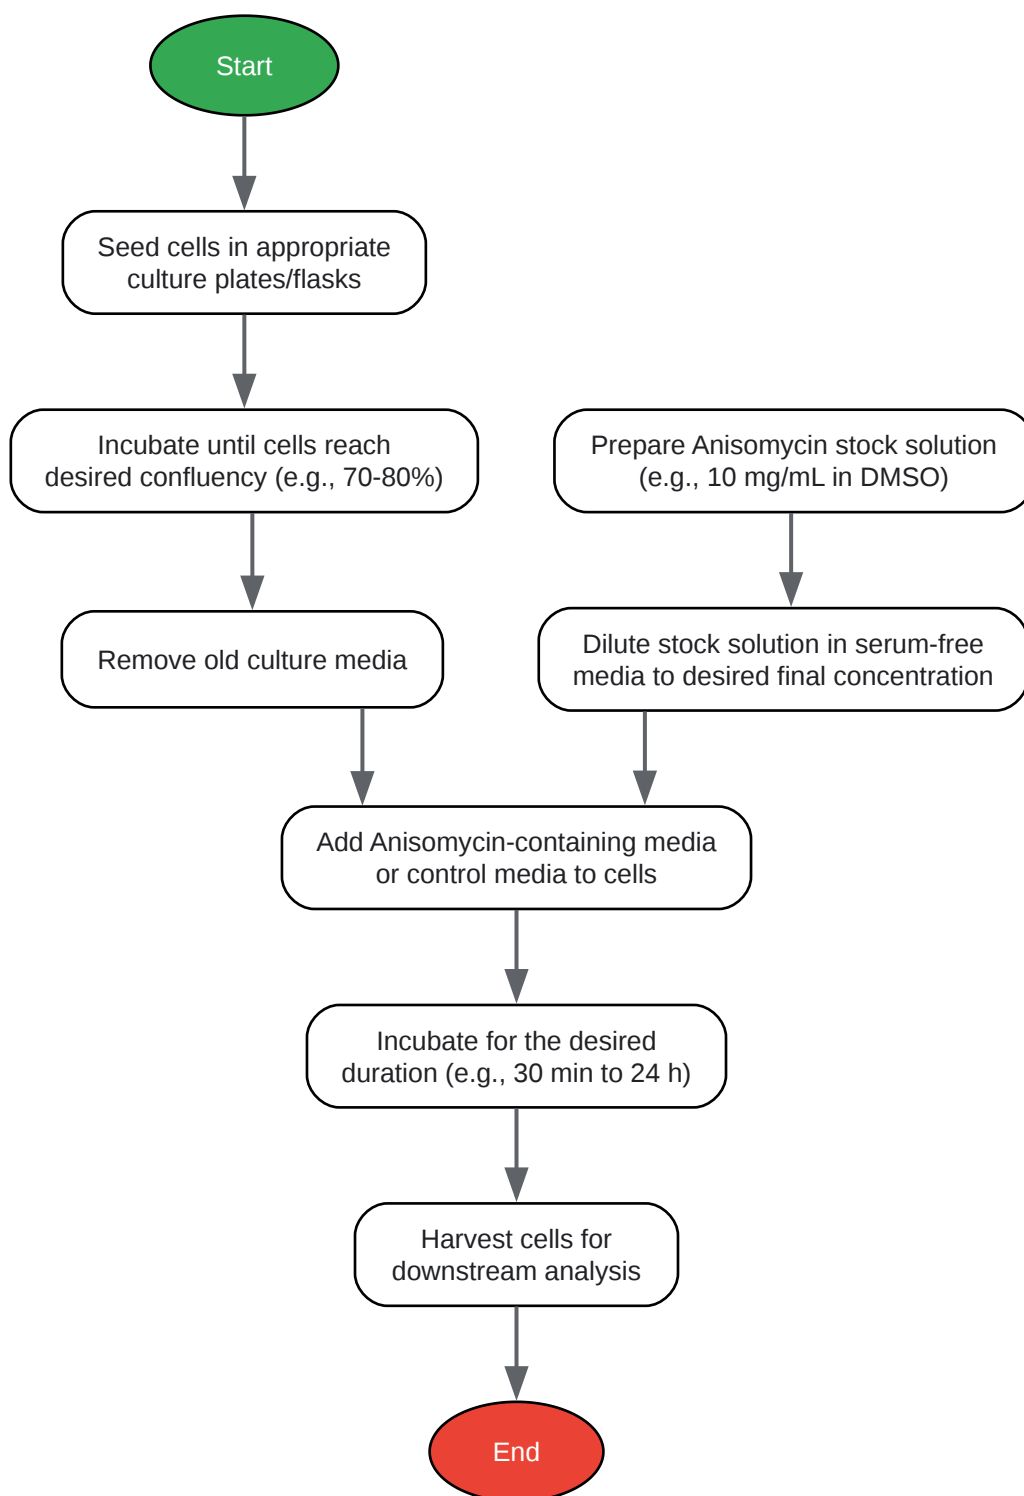 Start
Seed cells in appropriate
culture plates/flasks
Incubate until cells reach
desired confluency (e.g., 70-80%)
Prepare Anisomycin stock solution
(e.g., 10 mg/mL in DMSO)
Remove old culture media
Dilute stock solution in serum-free
media to desired final concentration
Add Anisomycin-containing media
or control media to cells
Incubate for the desired
duration (e.g., 30 min to 24 h)
Harvest cells for
downstream analysis
End